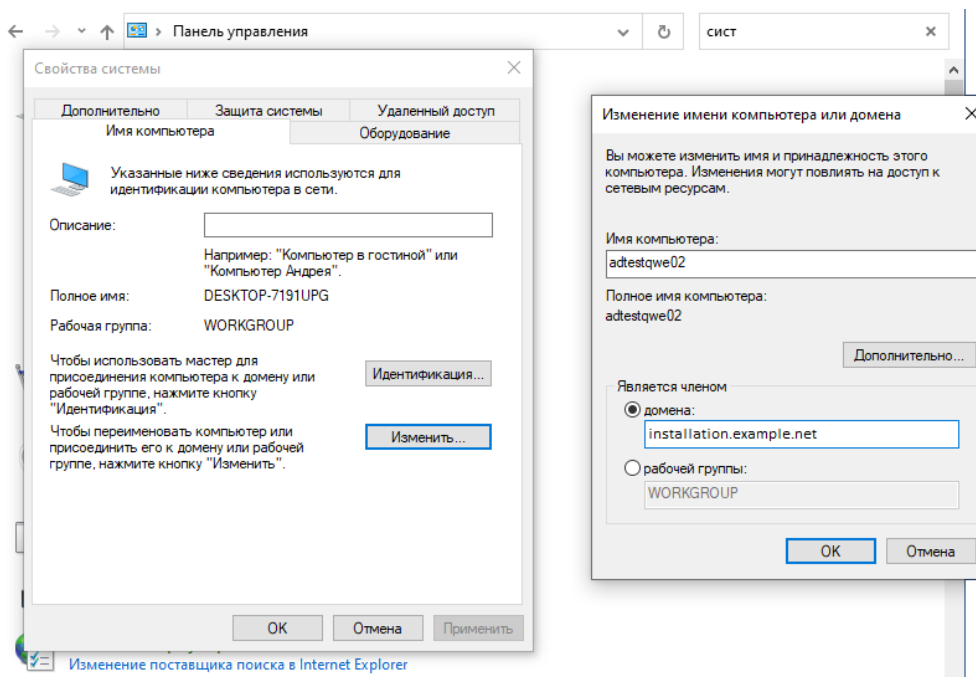 Панель управления
сист
Свойства системы
Дополнительно
Защита системы
Удаленный доступ
Имя компьютера
Оборудование
Указанные ниже сведения используются для
идентификации компьютера в сети.
Описание:
Например: "Компьютер в гостиной" или
"Компьютер Андрея".
Полное имя:
DESKTOP-7191UPG
Рабочая группа:
WORKGROUP
Чтобы использовать мастер для
присоединения компьютера к домену или
рабочей группе, нажмите кнопку
"Идентификация".
Идентификация...
Чтобы переименовать компьютер или
присоединить его к домену или рабочей
группе, нажмите кнопку "Изменить".
Изменить...
ОК
Отмена
Применить
Изменение поставщика поиска в Internet Explorer
Изменение имени компьютера или домена
Вы можете изменить имя и принадлежность этого
компьютера. Изменения могут повлиять на доступ к
сетевым ресурсам.
Имя компьютера:
adtestqwe02
Полное имя компьютера:
adtestqwe02
Дополнительно...
Является членом
домена:
installation.example.net
рабочей группы:
WORKGROUP
ОК
Отмена